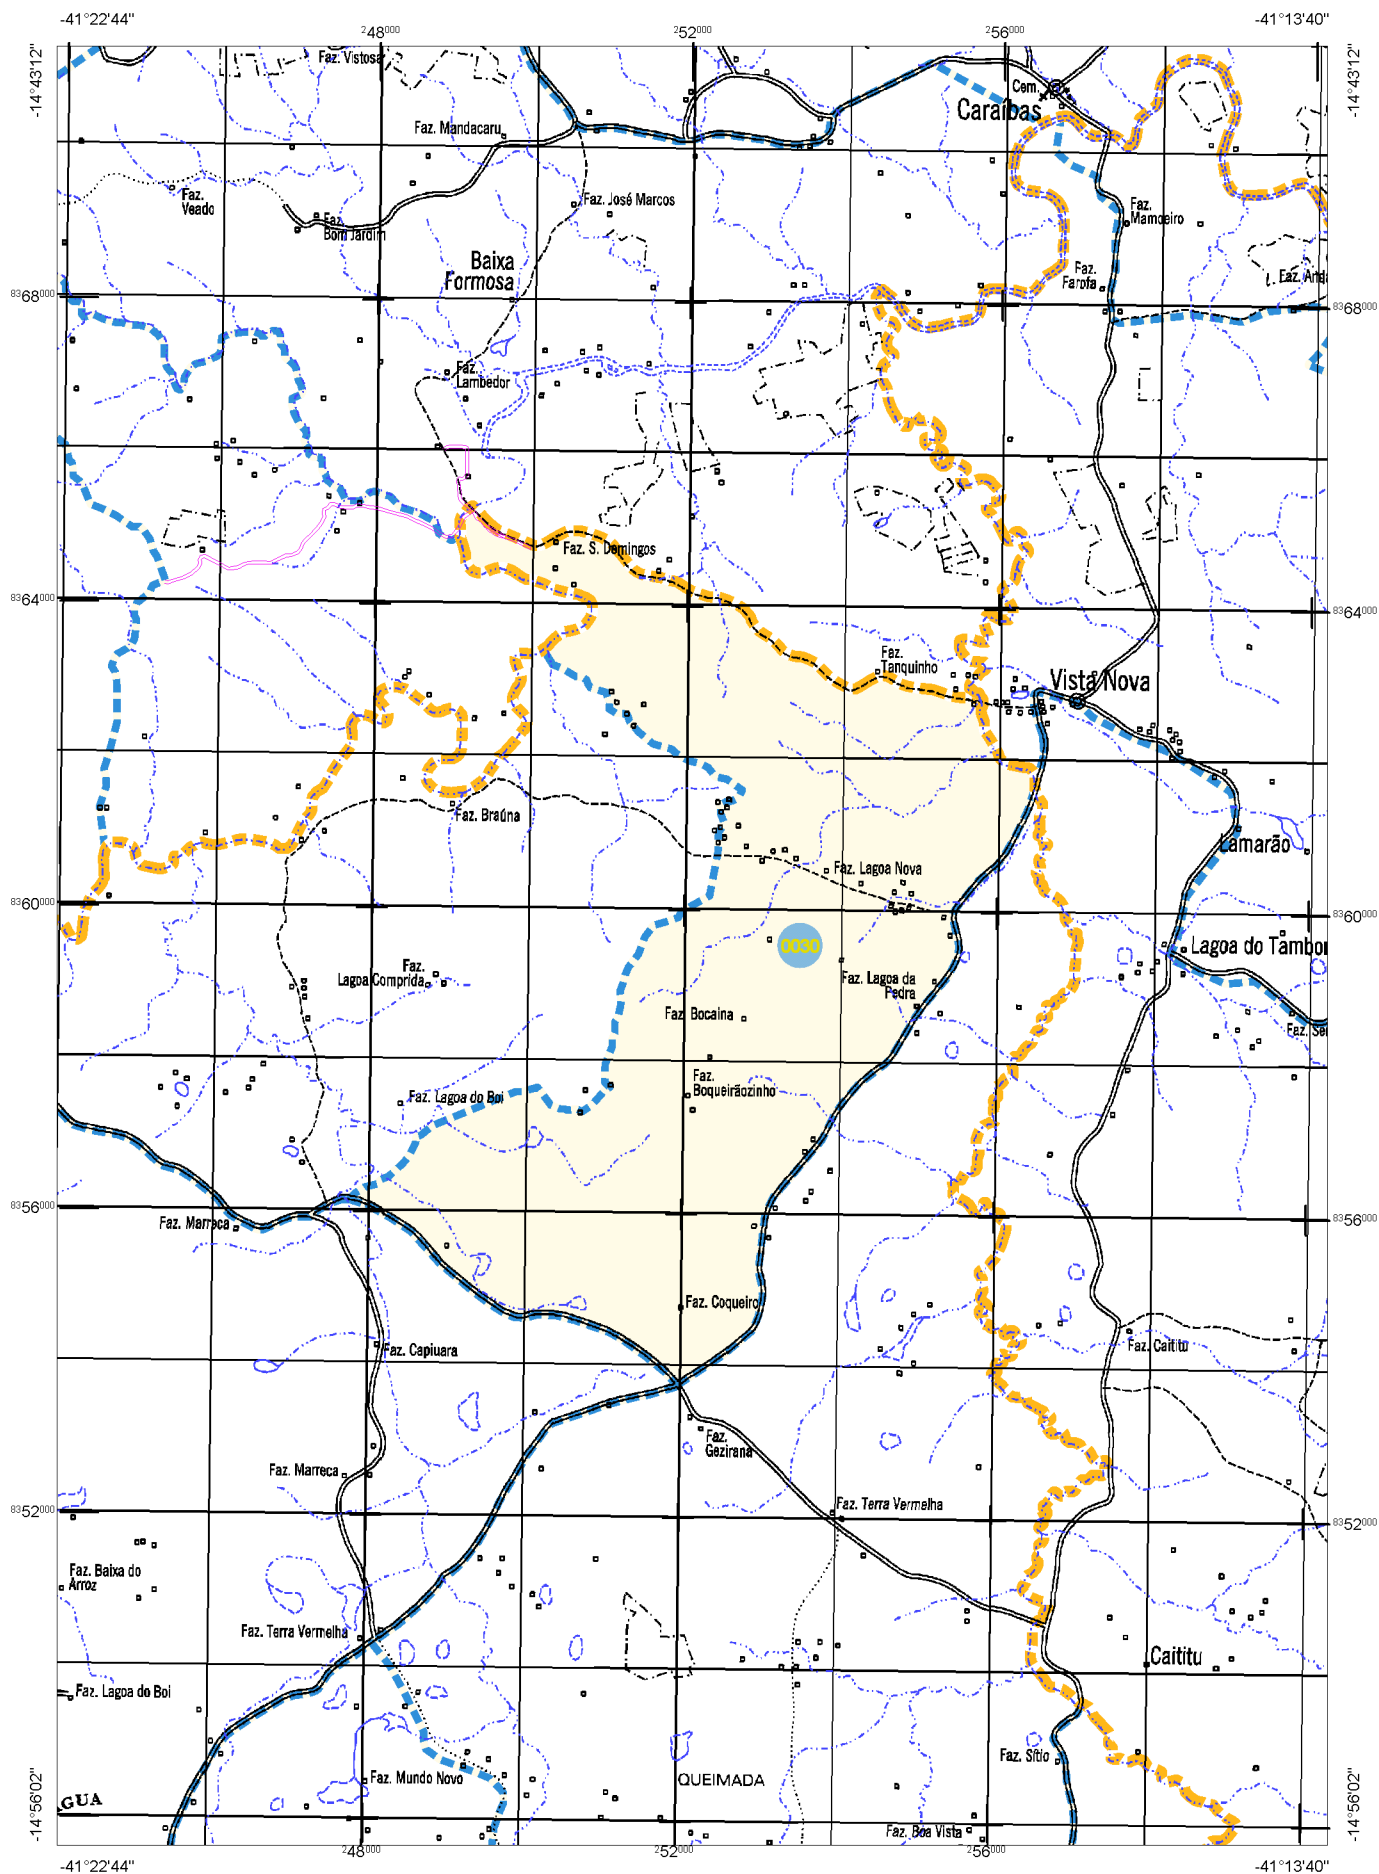 -41°22'44"
-41°13'40"
248000
252000
256000
-14°43'12"
-14°43'12"
Faz. Vistosa
Cem.
Caraíbas
Faz. Mandacaru
Faz.
Veado
Faz.
Bom Jardim
Faz. José Marcos
Faz.
Mamoeiro
Baixa
Formosa
Faz.
Farofa
8368000
8368000
Faz.
Lambedor
Faz. S. Domingos
8364000
8364000
Faz.
Tanquinho
Vista Nova
Faz. Braúna
Lamarão
Faz. Lagoa Nova
8360000
8360000
0030
Lagoa do Tambor
Faz.
Lagoa Comprida
Faz. Lagoa da
Pedra
Faz. Bocaina
Faz.
Boqueirãozinho
Faz. Lagoa do Boi
8356000
8356000
Faz. Marreca
Faz. Coqueiro
Faz. Capiuara
Faz. Caititu
Faz.
Gezirana
Faz. Marreca
8352000
8352000
Faz. Terra Vermelha
Faz. Baixa do
Arroz
Faz. Terra Vermelha
Caititu
Faz. Lagoa do Boi
Faz. Sítio
Faz. Mundo Novo
QUEIMADA
GUA
Faz. Boa Vista
-14°56'02"
-14°56'02"
248000
252000
256000
-41°22'44"
-41°13'40"